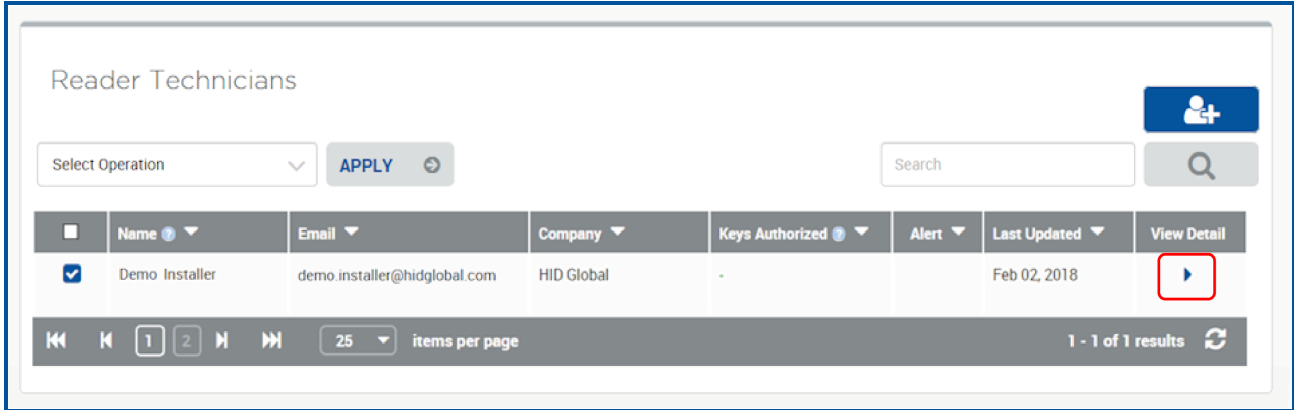 Reader Technicians
Select Operation APPLY Search
Name ? Email Company Keys Authorized ? Alert Last Updated View Detail
Demo Installer demo.installer@hidglobal.com HID Global - Feb 02, 2018
1 2 25 items per page 1 - 1 of 1 results